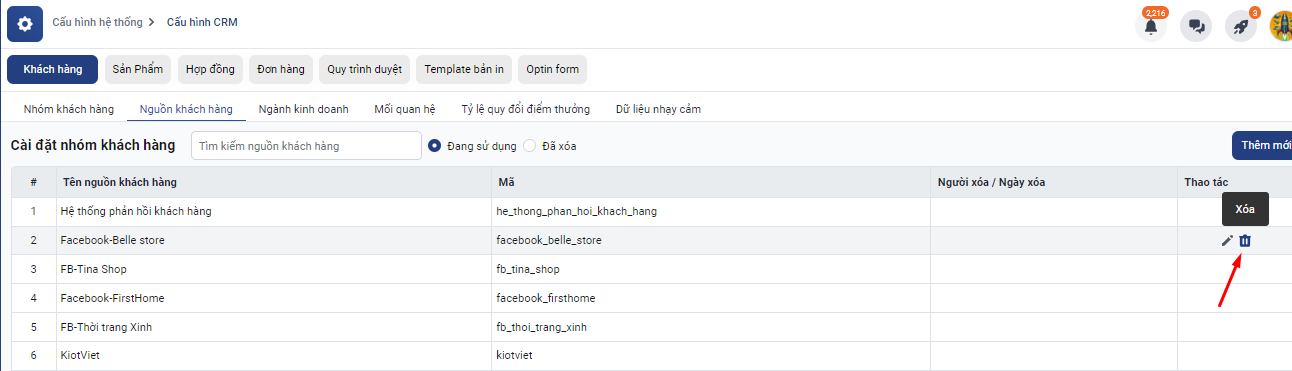 Cấu hình hệ thống > Cấu hình CRM
2,216
3
Khách hàng Sản Phẩm Hợp đồng Đơn hàng Quy trình duyệt Template bản in Optin form
Nhóm khách hàng Nguồn khách hàng Ngành kinh doanh Mối quan hệ Tỷ lệ quy đổi điểm thưởng Dữ liệu nhạy cảm
Cài đặt nhóm khách hàng Tìm kiếm nguồn khách hàng Đang sử dụng Đã xóa Thêm mới
# Tên nguồn khách hàng Mã Người xóa / Ngày xóa Thao tác
1 Hệ thống phản hồi khách hàng he_thong_phan_hoi_khach_hang
Xóa
2 Facebook-Belle store facebook_belle_store
3 FB-Tina Shop fb_tina_shop
4 Facebook-FirstHome facebook_firsthome
5 FB-Thời trang Xinh fb_thoi_trang_xinh
6 KiotViet kiotviet